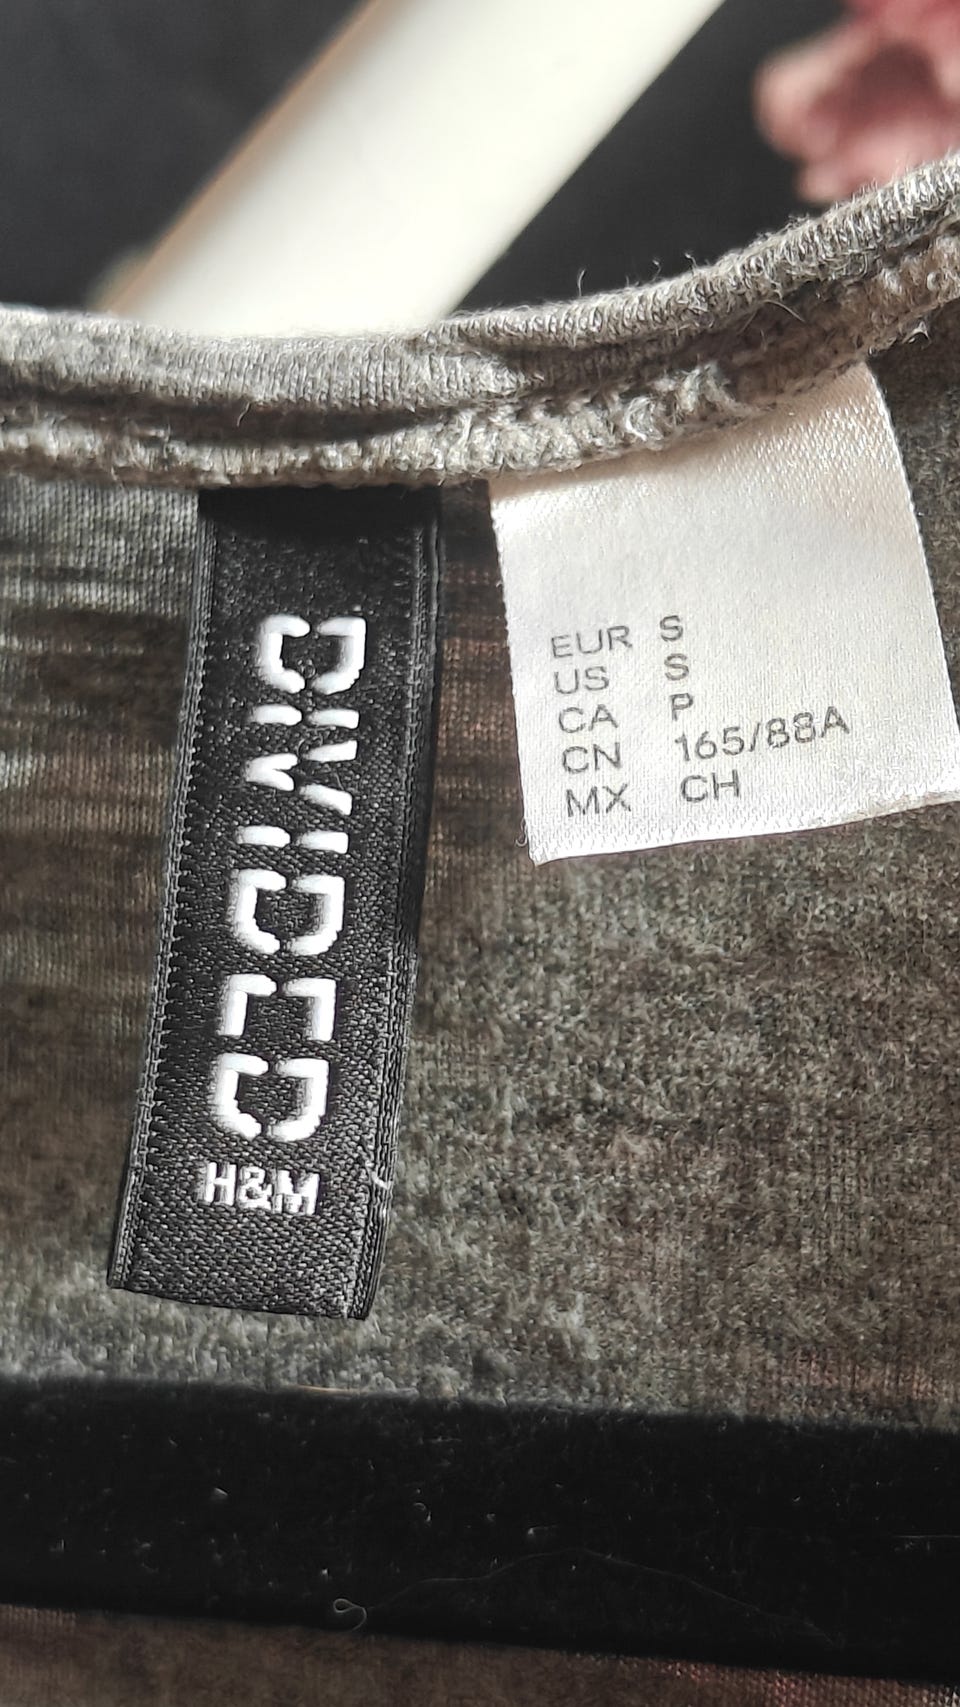 DIVIDED
H&M
EUR S
US S
CA P
CN 165/88A
MX CH